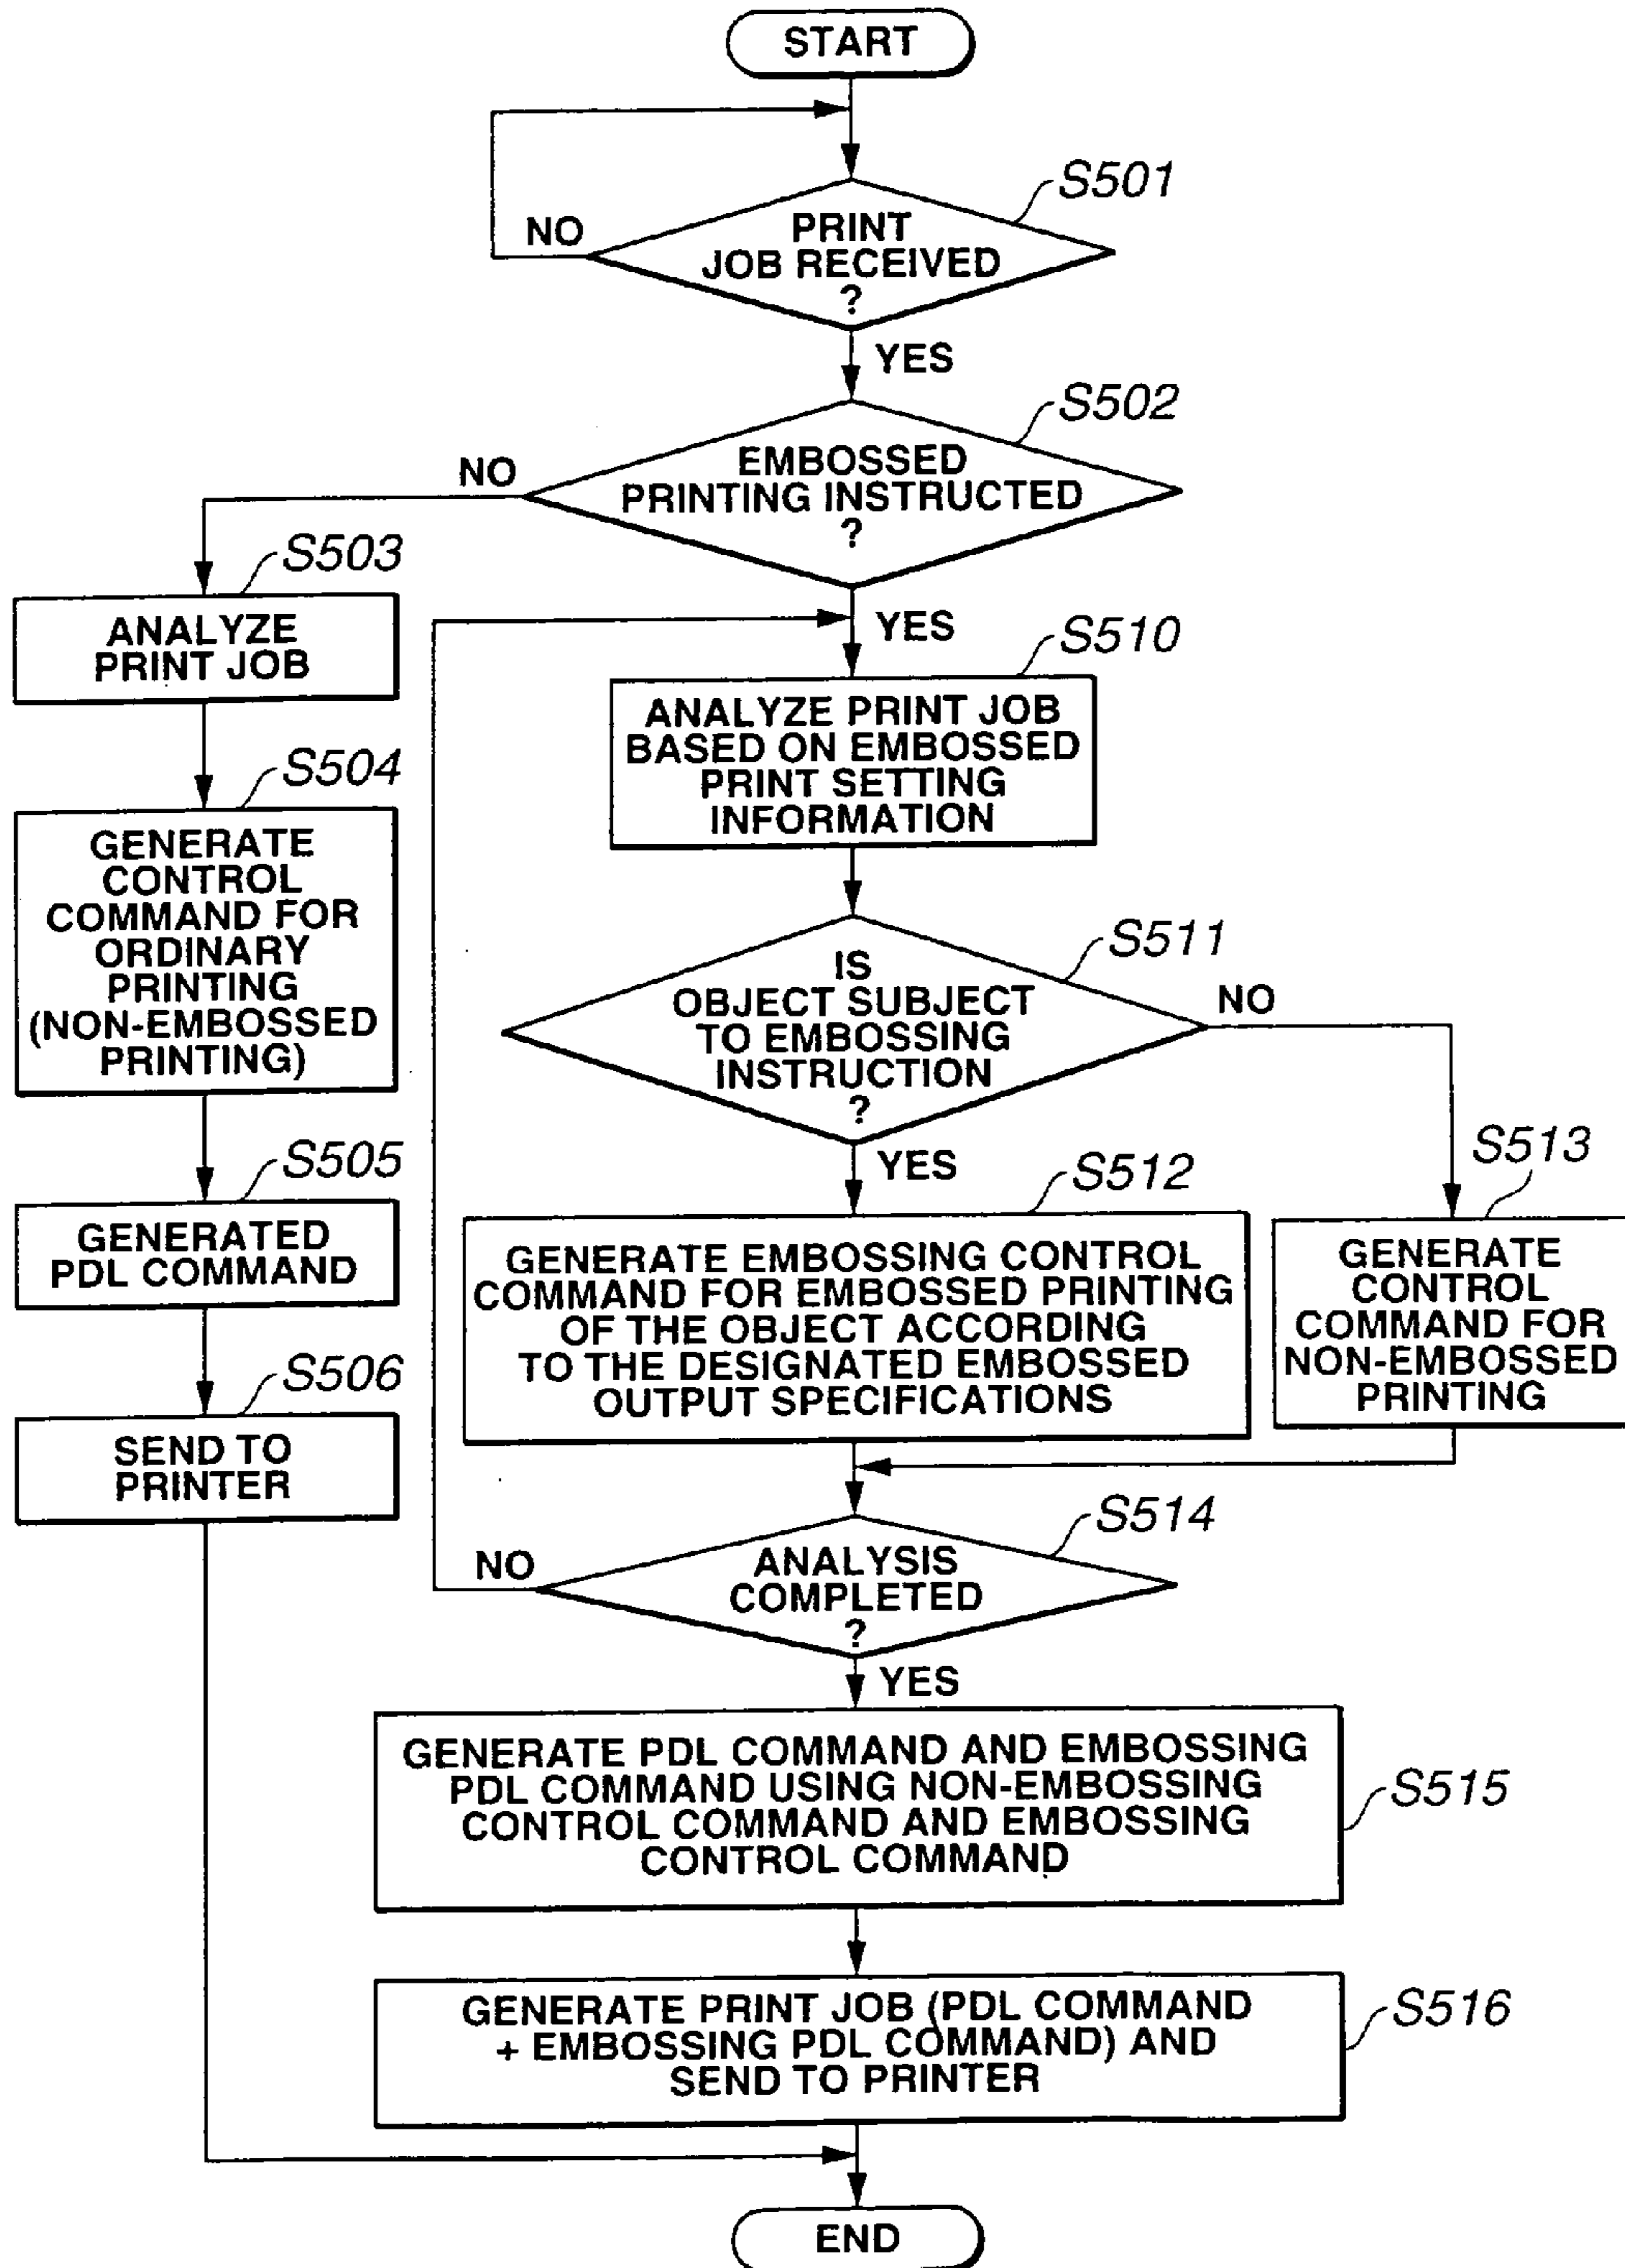 START
S501
PRINT
JOB RECEIVED
?
NO
YES
S502
EMBOSSED
PRINTING INSTRUCTED
?
NO
YES
S503
ANALYZE
PRINT JOB
S504
GENERATE
CONTROL
COMMAND FOR
ORDINARY
PRINTING
(NON-EMBOSSED
PRINTING)
S505
GENERATED
PDL COMMAND
S506
SEND TO
PRINTER
S510
ANALYZE PRINT JOB
BASED ON EMBOSSED
PRINT SETTING
INFORMATION
S511
IS
OBJECT SUBJECT
TO EMBOSSING
INSTRUCTION
?
NO
YES
S512
GENERATE EMBOSSING CONTROL
COMMAND FOR EMBOSSED PRINTING
OF THE OBJECT ACCORDING
TO THE DESIGNATED EMBOSSED
OUTPUT SPECIFICATIONS
S513
GENERATE
CONTROL
COMMAND FOR
NON-EMBOSSED
PRINTING
S514
ANALYSIS
COMPLETED
?
NO
YES
GENERATE PDL COMMAND AND EMBOSSING
PDL COMMAND USING NON-EMBOSSING
CONTROL COMMAND AND EMBOSSING
CONTROL COMMAND
S515
GENERATE PRINT JOB (PDL COMMAND
+ EMBOSSING PDL COMMAND) AND
SEND TO PRINTER
S516
END